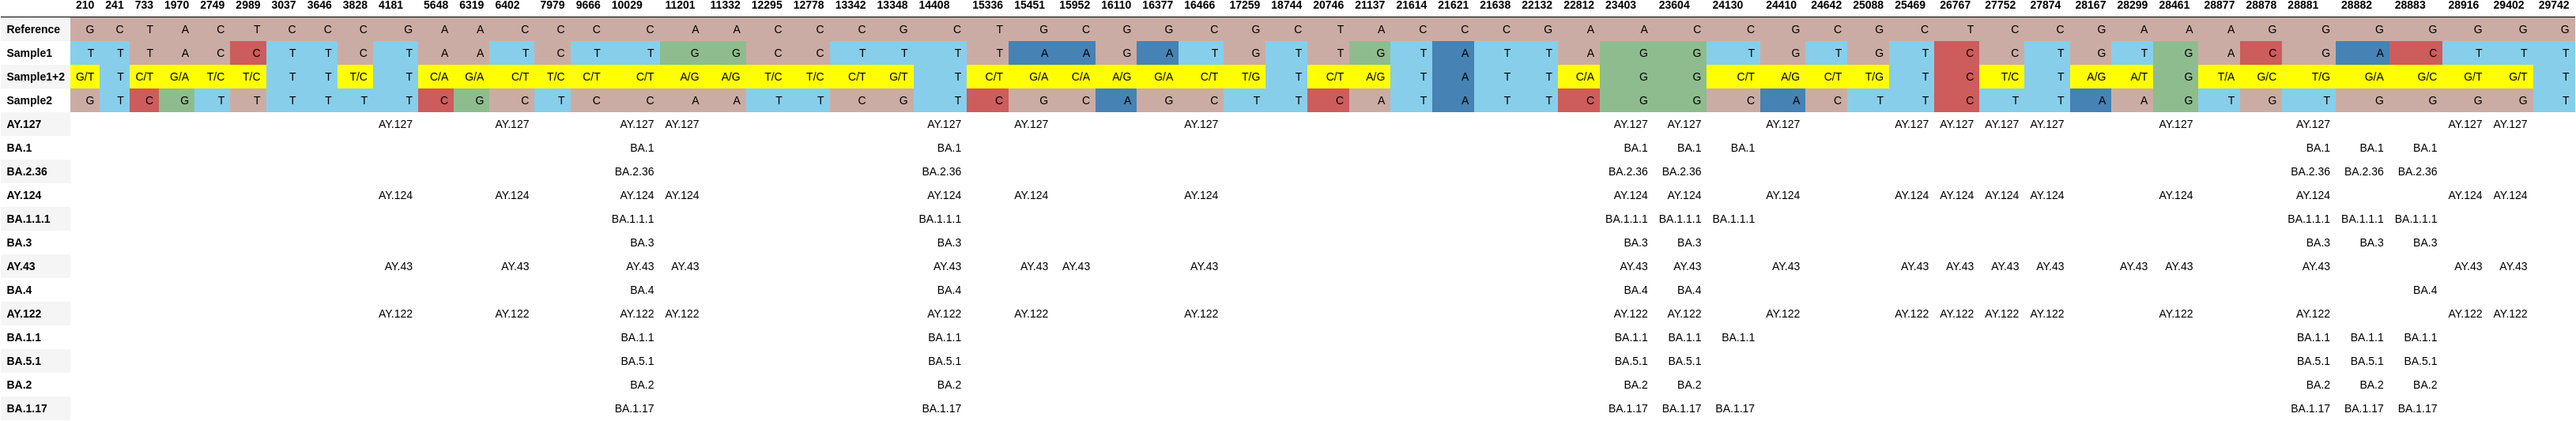 210 241 733 1970 2749 2989 3037 3646 3828 4181 5648 6319 6402 7979 9666 10029 11201 11332 12295 12778 13342 13348 14408 15336 15451 15952 16110 16377 16466 17259 18744 20746 21137 21614 21621 21638 22132 22812 23403 23604 24130 24410 24642 25088 25469 26767 27752 27874 28167 28299 28461 28877 28878 28881 28882 28883 28916 29402 29742
Reference G C T A C T C C C G A A C C C C A A C C C G C T G C G G C G C T A C C C G A A C C G C G C T C C G A A A G G G G G G G
Sample1 T T T A C C T T C T A A T C T T G G C C T T T T A A G A T G T T G T A T T A G G T G T G T C C T G T G A C G A C T T T
Sample1+2 G/T T C/T G/A T/C T/C T T T/C T C/A G/A C/T T/C C/T C/T A/G A/G T/C T/C C/T G/T T C/T G/A C/A A/G G/A C/T T/G T C/T A/G T A T T C/A G G C/T A/G C/T T/G T C T/C T A/G A/T G T/A G/C T/G G/A G/C G/T G/T T
Sample2 G T C G T T T T T T C G C T C C A A T T C G T C G C A G C T T C A T A T T C G G C A C T T C T T A A G T G T G G G G T
AY.127 AY.127 AY.127 AY.127 AY.127 AY.127 AY.127 AY.127 AY.127 AY.127 AY.127 AY.127 AY.127 AY.127 AY.127 AY.127 AY.127 AY.127 AY.127
BA.1 BA.1 BA.1 BA.1 BA.1 BA.1 BA.1 BA.1 BA.1
BA.2.36 BA.2.36 BA.2.36 BA.2.36 BA.2.36 BA.2.36 BA.2.36 BA.2.36
AY.124 AY.124 AY.124 AY.124 AY.124 AY.124 AY.124 AY.124 AY.124 AY.124 AY.124 AY.124 AY.124 AY.124 AY.124 AY.124 AY.124 AY.124 AY.124
BA.1.1.1 BA.1.1.1 BA.1.1.1 BA.1.1.1 BA.1.1.1 BA.1.1.1 BA.1.1.1 BA.1.1.1 BA.1.1.1
BA.3 BA.3 BA.3 BA.3 BA.3 BA.3 BA.3 BA.3
AY.43 AY.43 AY.43 AY.43 AY.43 AY.43 AY.43 AY.43 AY.43 AY.43 AY.43 AY.43 AY.43 AY.43 AY.43 AY.43 AY.43 AY.43 AY.43 AY.43 AY.43
BA.4 BA.4 BA.4 BA.4 BA.4 BA.4
AY.122 AY.122 AY.122 AY.122 AY.122 AY.122 AY.122 AY.122 AY.122 AY.122 AY.122 AY.122 AY.122 AY.122 AY.122 AY.122 AY.122 AY.122 AY.122
BA.1.1 BA.1.1 BA.1.1 BA.1.1 BA.1.1 BA.1.1 BA.1.1 BA.1.1 BA.1.1
BA.5.1 BA.5.1 BA.5.1 BA.5.1 BA.5.1 BA.5.1 BA.5.1 BA.5.1
BA.2 BA.2 BA.2 BA.2 BA.2 BA.2 BA.2 BA.2
BA.1.17 BA.1.17 BA.1.17 BA.1.17 BA.1.17 BA.1.17 BA.1.17 BA.1.17 BA.1.17